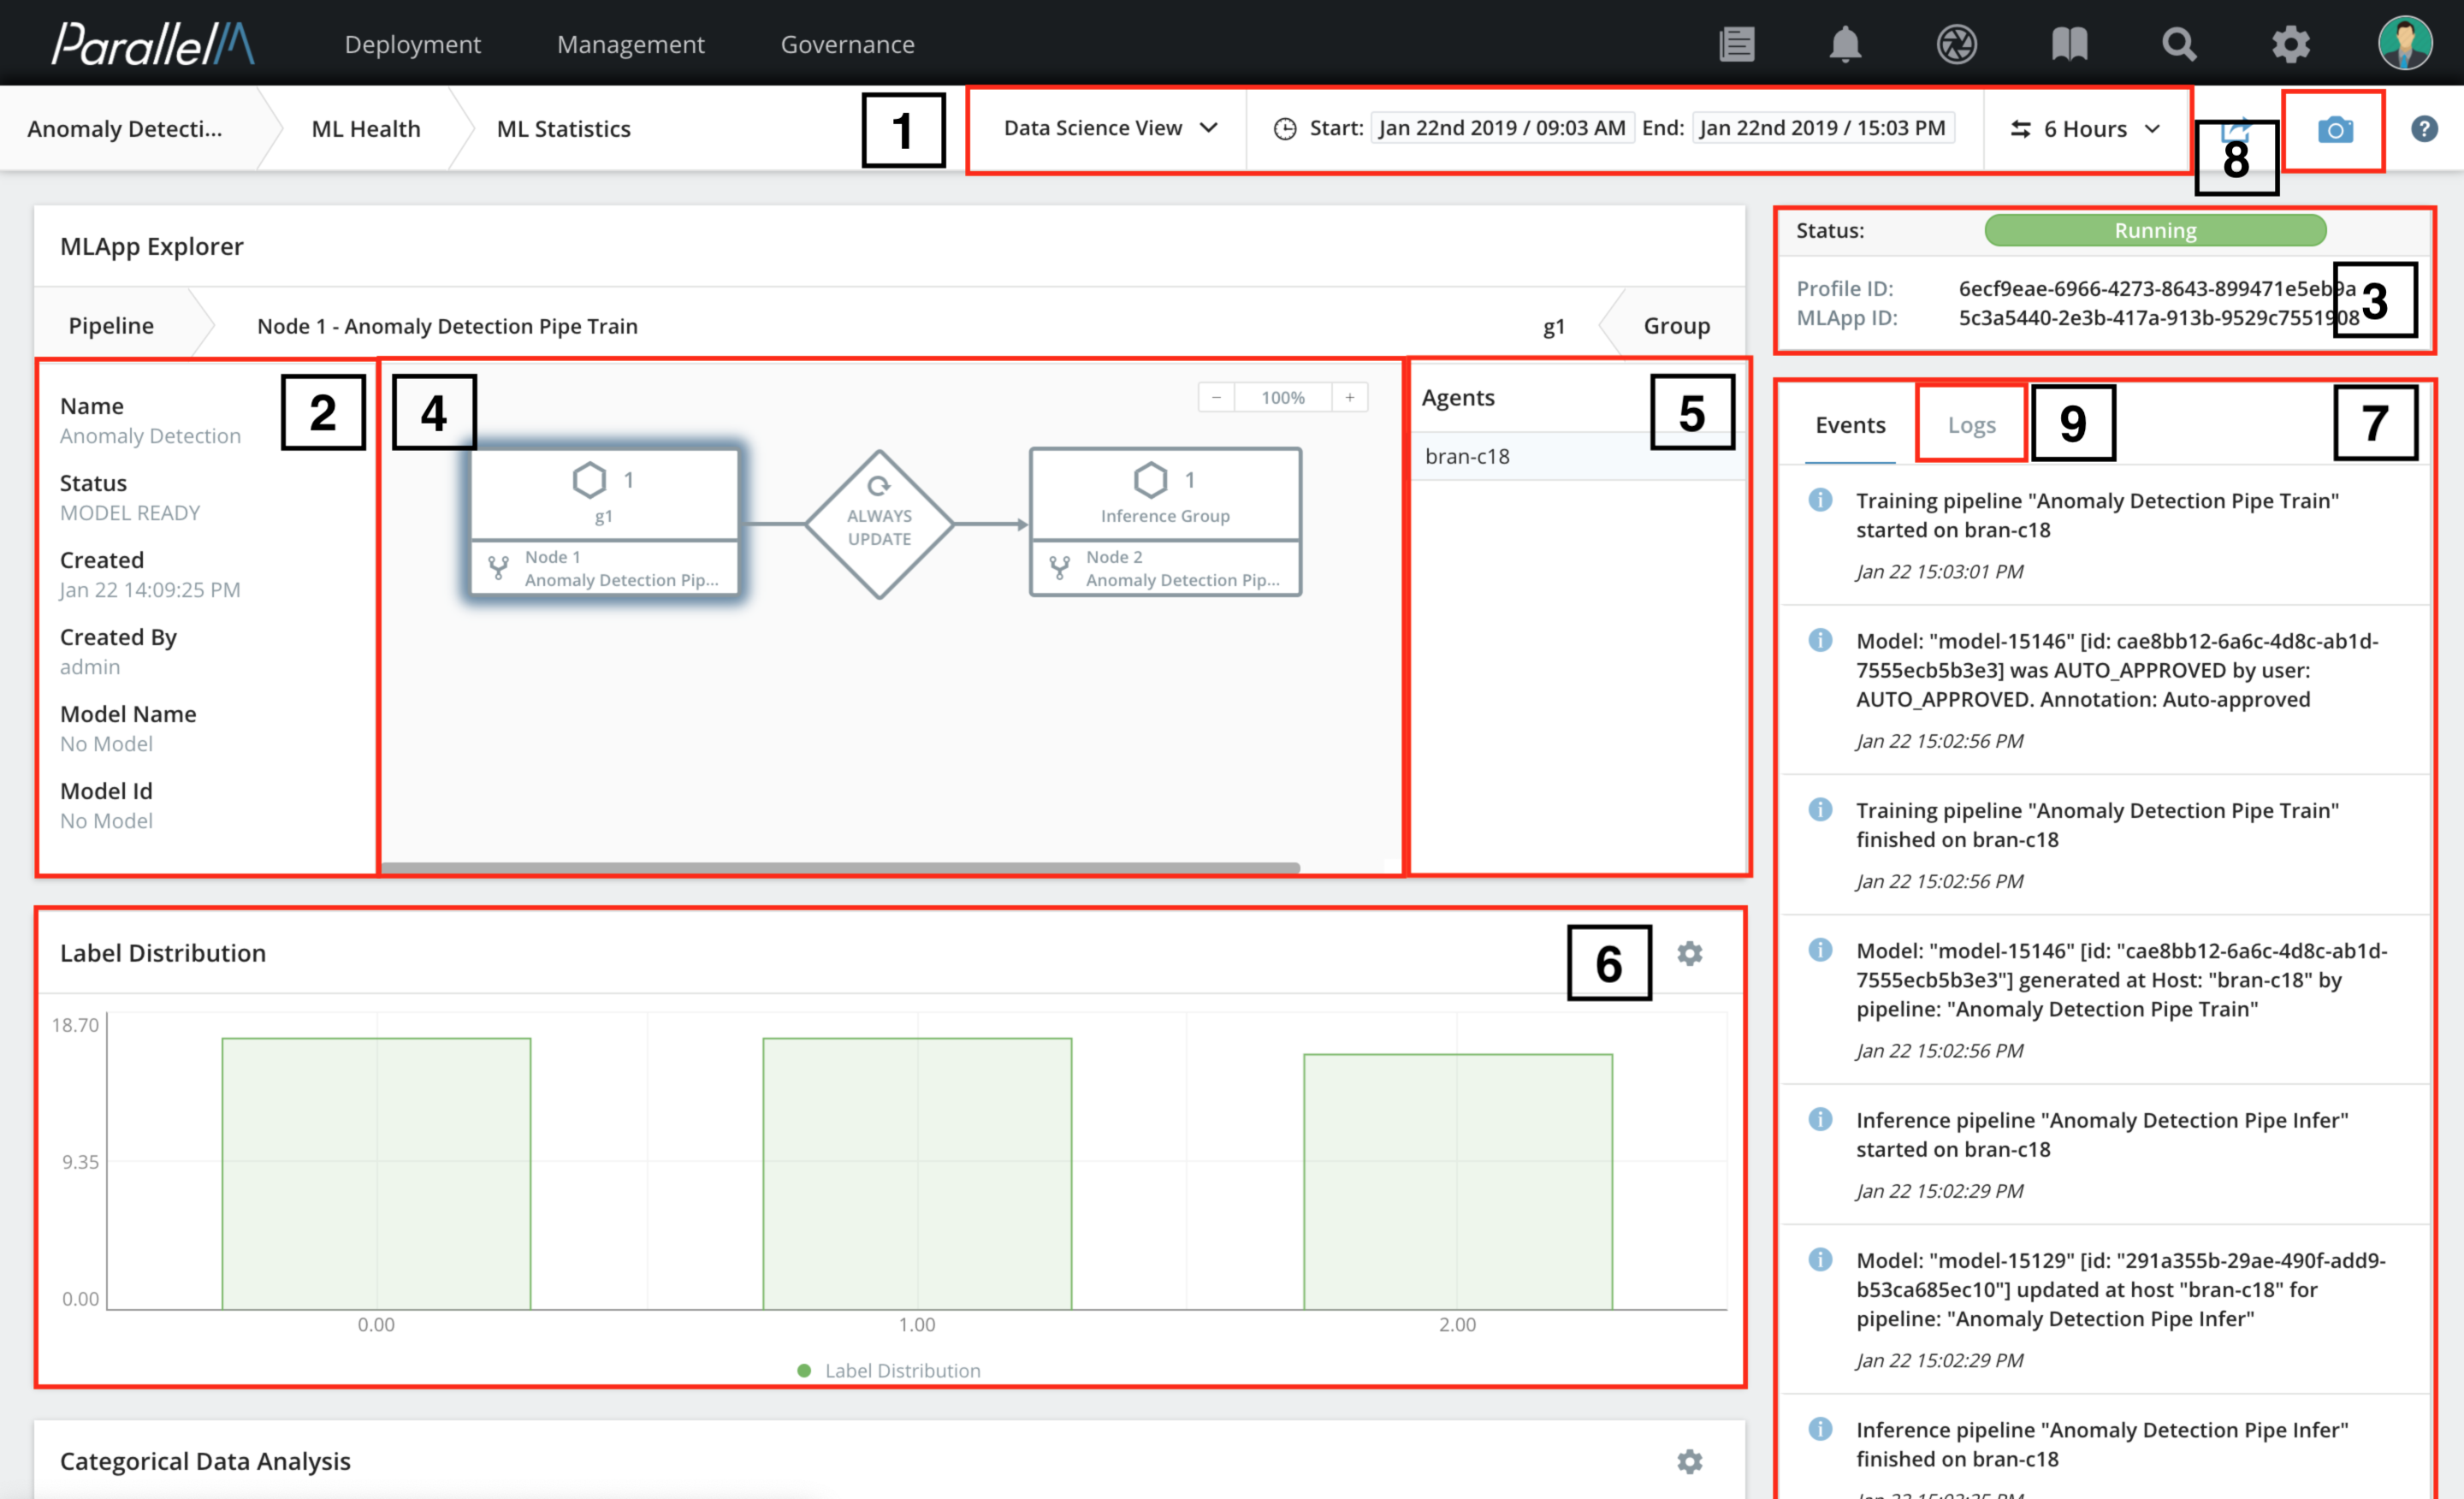 ParallelM
Deployment
Management
Governance
Anomaly Detecti...
ML Health
ML Statistics
1
Data Science View
Start: Jan 22nd 2019 / 09:03 AM End: Jan 22nd 2019 / 15:03 PM
6 Hours
8
?
MLApp Explorer
Pipeline
Node 1 - Anomaly Detection Pipe Train
g1
Group
Name
Anomaly Detection
Status
MODEL READY
Created
Jan 22 14:09:25 PM
Created By
admin
Model Name
No Model
Model Id
No Model
2
4
− 100% +
1
g1
Node 1
Anomaly Detection Pip...
ALWAYS
UPDATE
1
Inference Group
Node 2
Anomaly Detection Pip...
Agents
5
bran-c18
Label Distribution
6
18.70
9.35
0.00
0.00
1.00
2.00
Label Distribution
Categorical Data Analysis
Status:
Running
Profile ID: 6ecf9eae-6966-4273-8643-899471e5eb9a
MLApp ID: 5c3a5440-2e3b-417a-913b-9529c7551908
3
Events
Logs
9
7
Training pipeline "Anomaly Detection Pipe Train"
started on bran-c18
Jan 22 15:03:01 PM
Model: "model-15146" [id: cae8bb12-6a6c-4d8c-ab1d-
7555ecb5b3e3] was AUTO_APPROVED by user:
AUTO_APPROVED. Annotation: Auto-approved
Jan 22 15:02:56 PM
Training pipeline "Anomaly Detection Pipe Train"
finished on bran-c18
Jan 22 15:02:56 PM
Model: "model-15146" [id: "cae8bb12-6a6c-4d8c-ab1d-
7555ecb5b3e3"] generated at Host: "bran-c18" by
pipeline: "Anomaly Detection Pipe Train"
Jan 22 15:02:56 PM
Inference pipeline "Anomaly Detection Pipe Infer"
started on bran-c18
Jan 22 15:02:29 PM
Model: "model-15129" [id: "291a355b-29ae-490f-add9-
b53ca685ec10"] updated at host "bran-c18" for
pipeline: "Anomaly Detection Pipe Infer"
Jan 22 15:02:29 PM
Inference pipeline "Anomaly Detection Pipe Infer"
finished on bran-c18